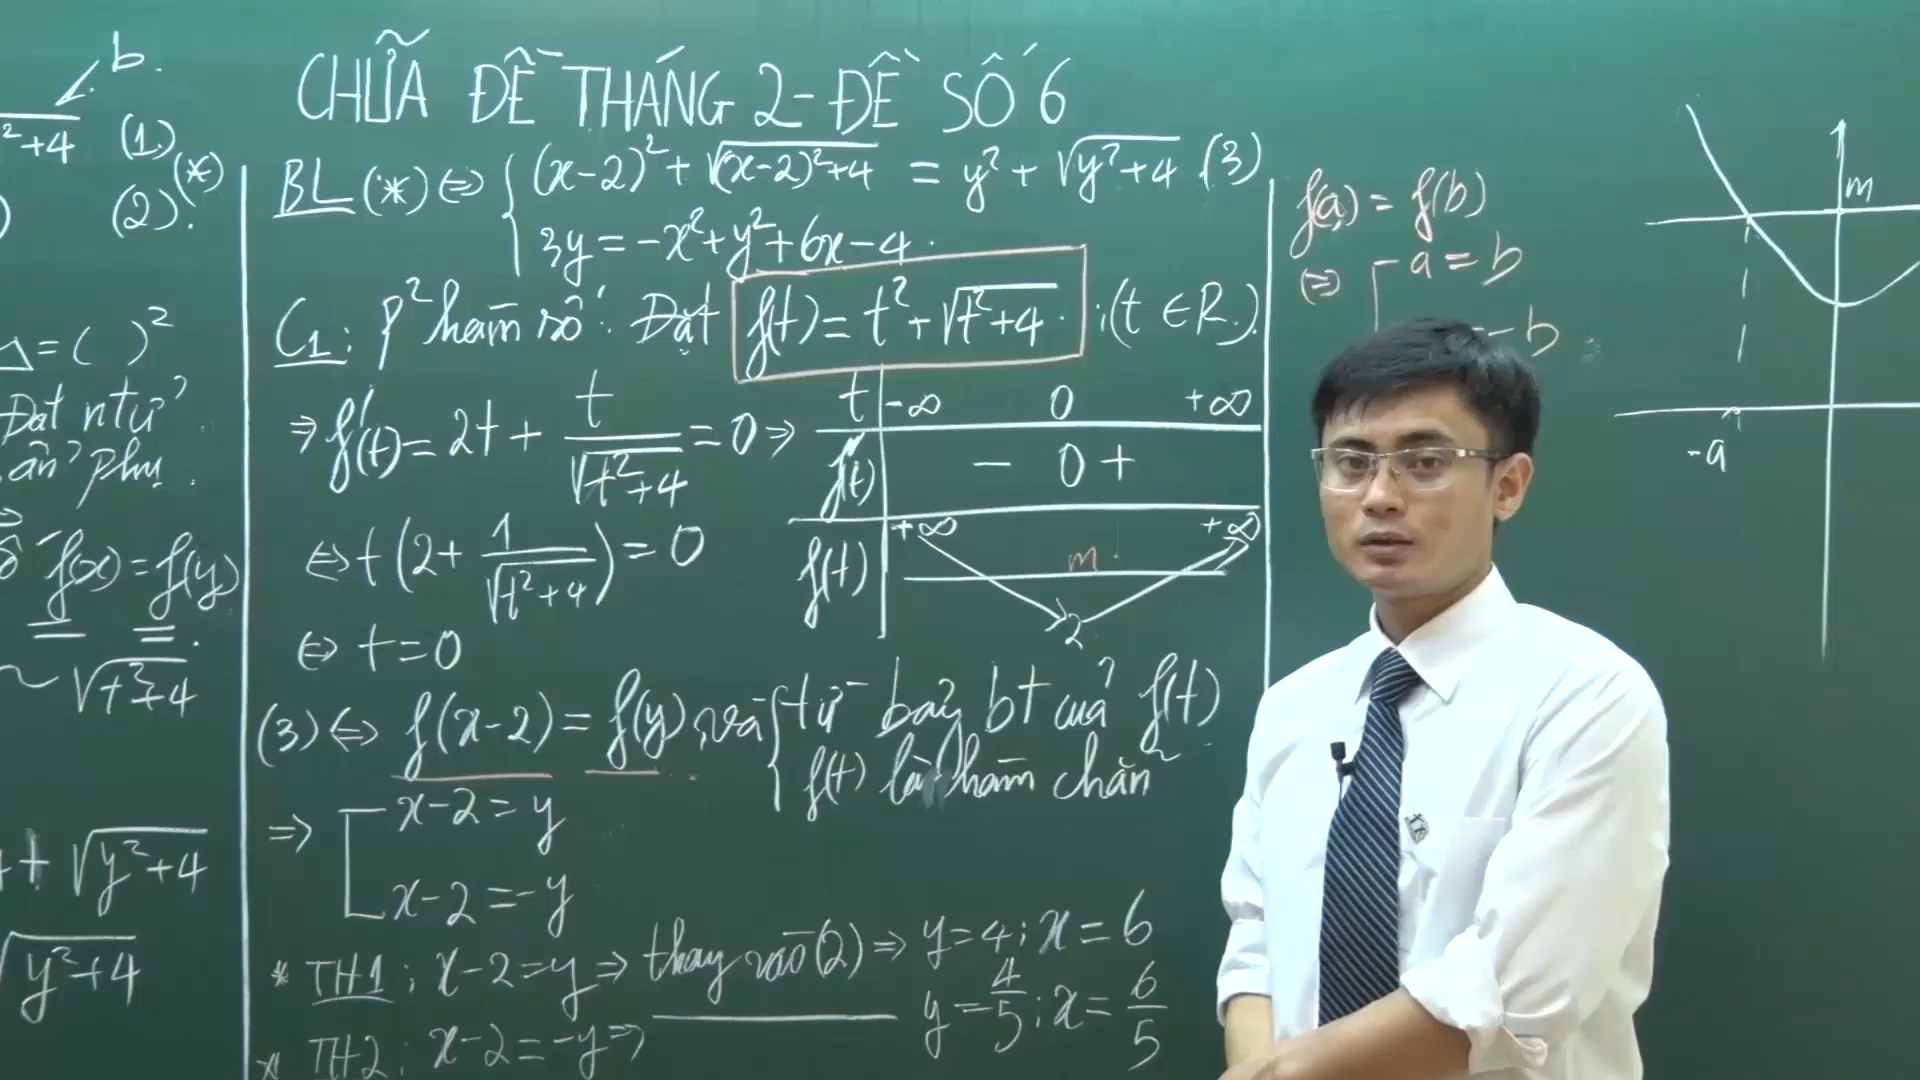 CHỮA ĐỀ THÁNG 2 - ĐỀ SỐ 6
b.
²+4 (1)
(2). (*)
Δ = ( )²
Đặt ntử
ẩn phụ.
f(x) = f(y)
~ √t²+4
+ √y²+4
√y²+4
BL (*) ⇔ { (x-2)² + √(x-2)²+4 = y² + √y²+4 (3)
3y = -x² + y² + 6x - 4.
C1: P² hàm số: Đặt f(t) = t² + √t²+4 ; (t ∈ R.)
⇒ f'(t) = 2t + t/√t²+4 = 0 ⇒
⇔ t(2 + 1/√t²+4) = 0
⇔ t = 0
t | -∞ 0 +∞
f'(t) - 0 +
f(t) +∞ m 2 +∞
(3) ⇔ f(x-2) = f(y), và { từ bảng bt của f(t)
f(t) là hàm chẵn
⇒ [ x-2 = y
x-2 = -y
* TH1: x-2 = y ⇒ thay vào (2) ⇒ y = 4; x = 6
* TH2: x-2 = -y ⇒ ——— y = 4/5; x = 6/5
f(a) = f(b)
⇔ [ a = b
= -b
m
-a